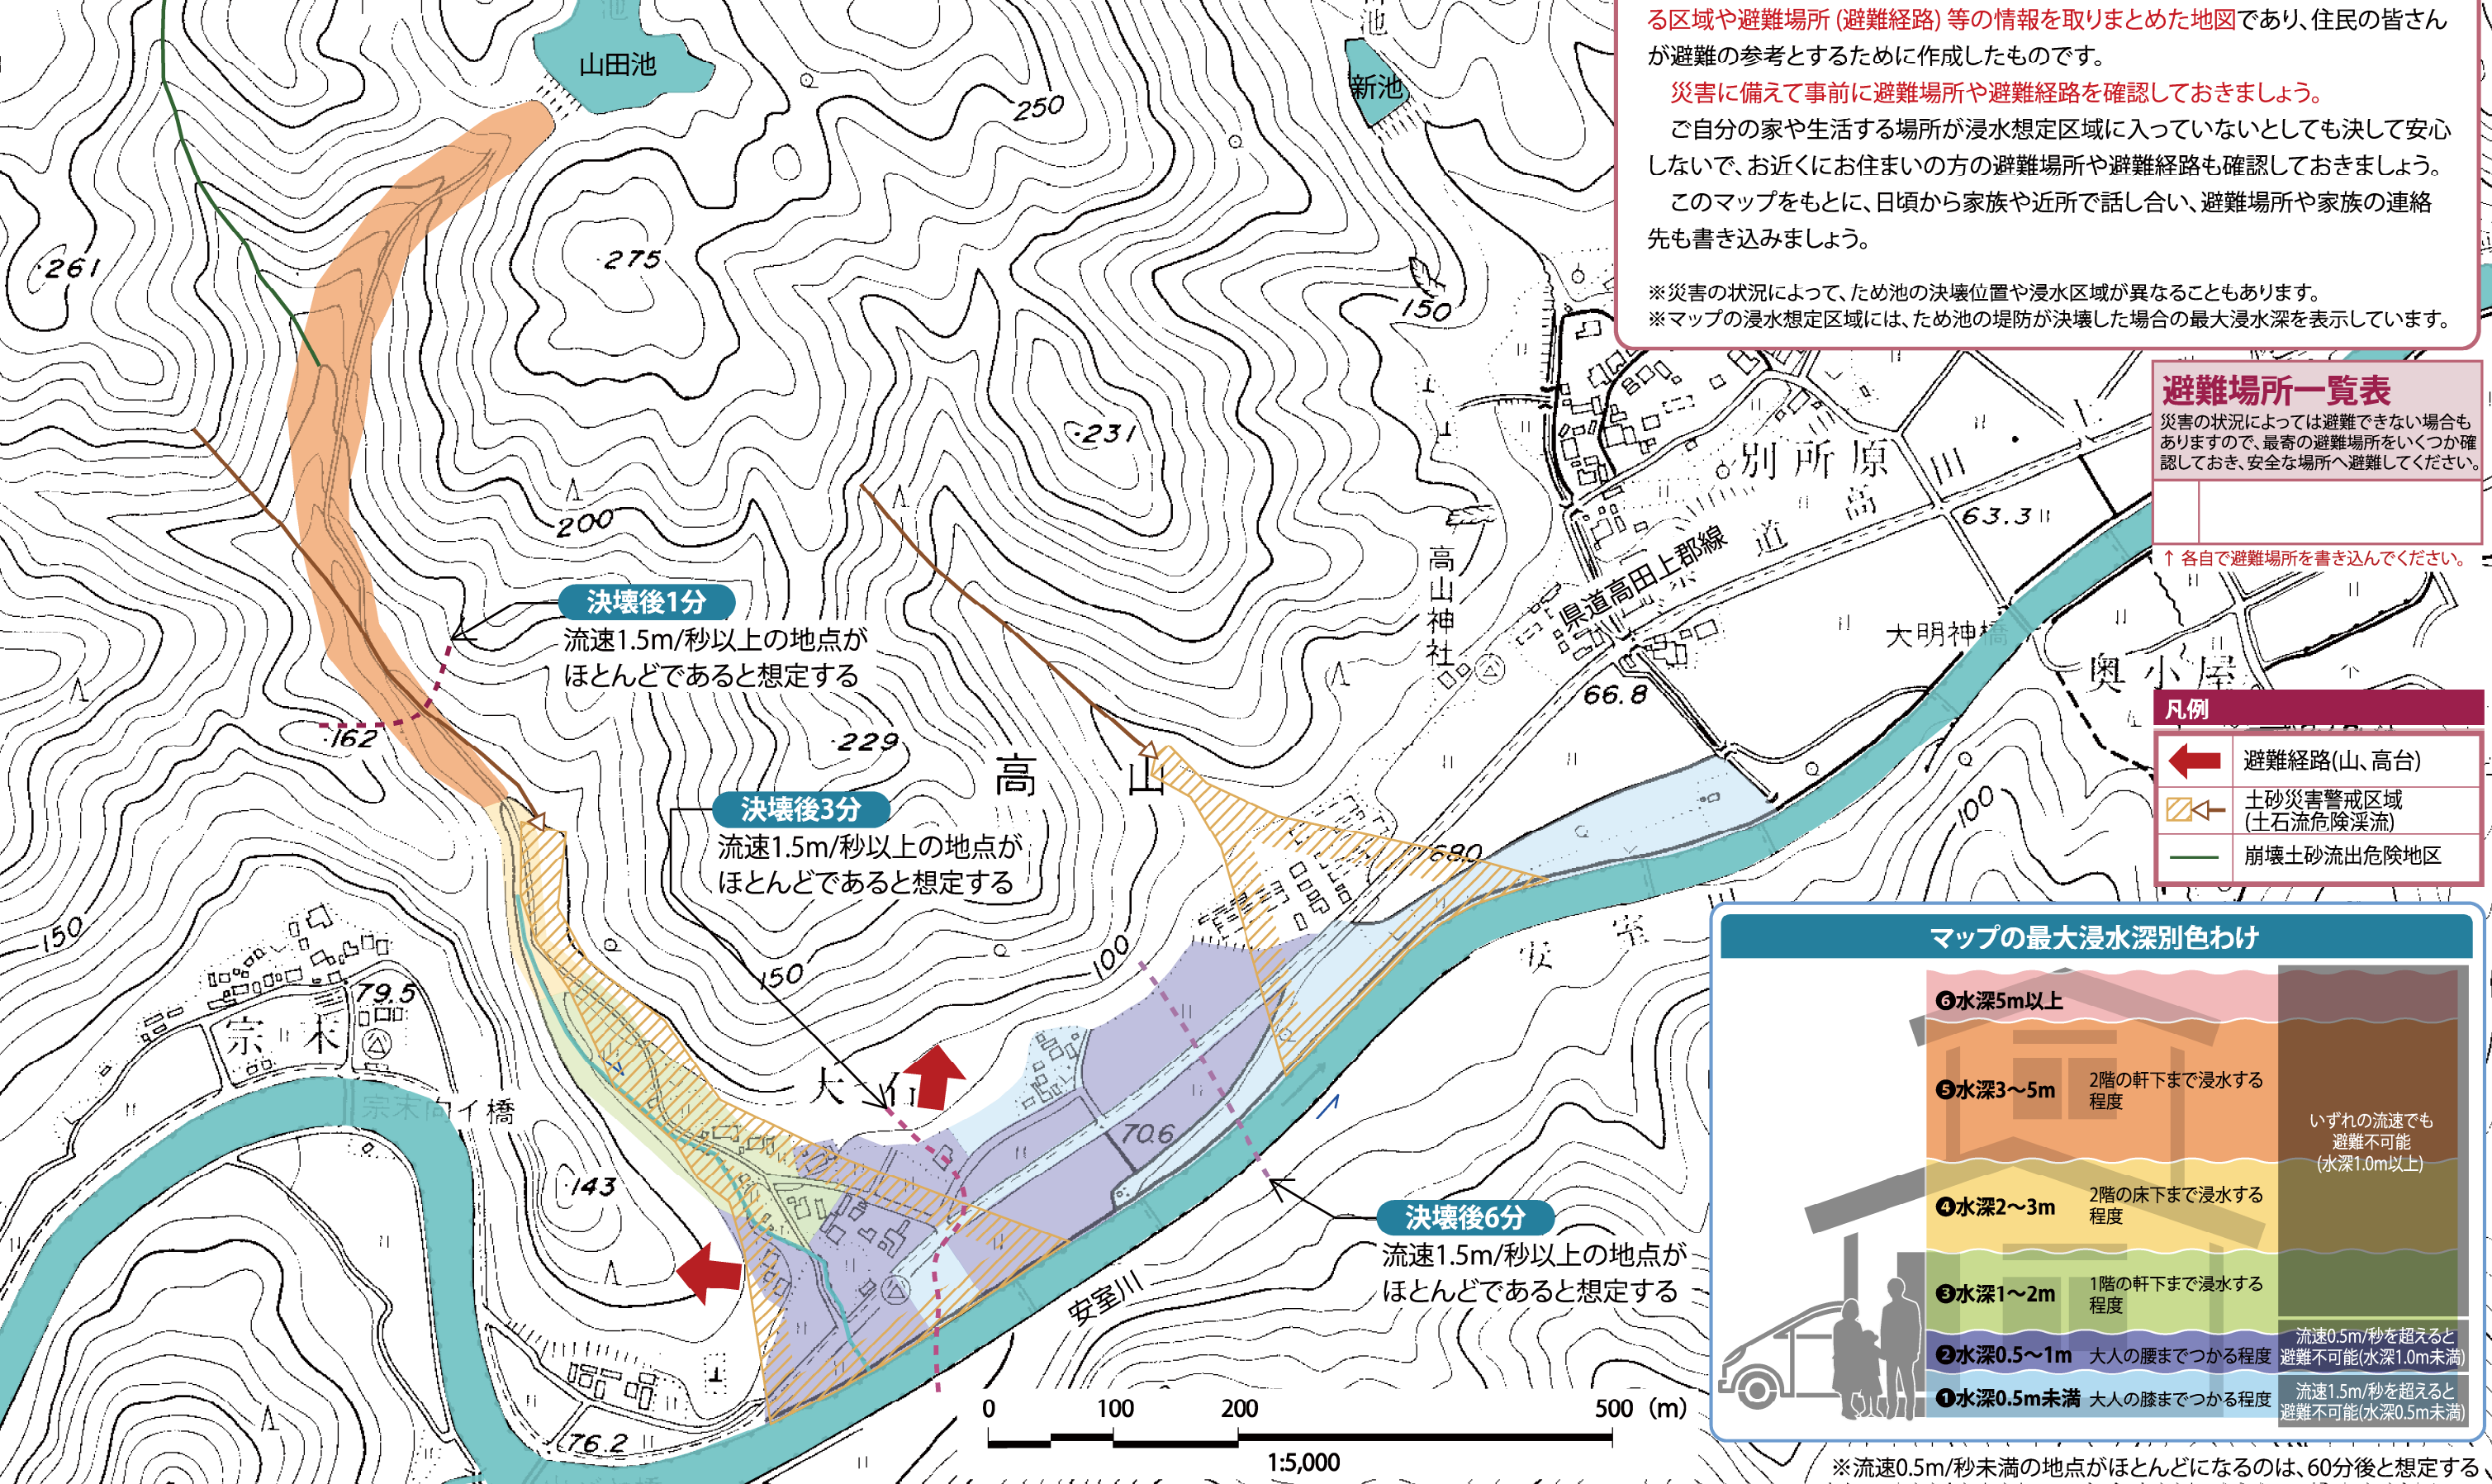 る区域や避難場所(避難経路)等の情報を取りまとめた地図であり、住民の皆さん
が避難の参考とするために作成したものです。
災害に備えて事前に避難場所や避難経路を確認しておきましょう。
ご自分の家や生活する場所が浸水想定区域に入っていないとしても決して安心
しないで、お近くにお住まいの方の避難場所や避難経路も確認しておきましょう。
このマップをもとに、日頃から家族や近所で話し合い、避難場所や家族の連絡
先も書き込みましょう。
※災害の状況によって、ため池の決壊位置や浸水区域が異なることもあります。
※マップの浸水想定区域には、ため池の堤防が決壊した場合の最大浸水深を表示しています。
池
山田池
池
新池
250
275
261
231
150
200
162
229
避難場所一覧表
災害の状況によっては避難できない場合も
ありますので、最寄の避難場所をいくつか確
認しておき、安全な場所へ避難してください。
↑各自で避難場所を書き込んでください。
別所原
川
高
道
63.3
県道高田上郡線
高山神社
66.8
大明神橋
奥小屋
決壊後1分
流速1.5m/秒以上の地点が
ほとんどであると想定する
高山
決壊後3分
流速1.5m/秒以上の地点が
ほとんどであると想定する
凡例
避難経路(山、高台)
土砂災害警戒区域
(土石流危険渓流)
崩壊土砂流出危険地区
100
680
150
150
100
79.5
宗末
宗末向イ橋
大石
安室
70.6
143
決壊後6分
流速1.5m/秒以上の地点が
ほとんどであると想定する
安室川
76.2
マップの最大浸水深別色わけ
❻水深5m以上
❺水深3〜5m 2階の軒下まで浸水する
程度
いずれの流速でも
避難不可能
(水深1.0m以上)
❹水深2〜3m 2階の床下まで浸水する
程度
❸水深1〜2m 1階の軒下まで浸水する
程度
❷水深0.5〜1m 大人の腰までつかる程度
流速0.5m/秒を超えると
避難不可能(水深1.0m未満)
❶水深0.5m未満 大人の膝までつかる程度
流速1.5m/秒を超えると
避難不可能(水深0.5m未満)
0 100 200 500 (m)
1:5,000
※流速0.5m/秒未満の地点がほとんどになるのは、60分後と想定する